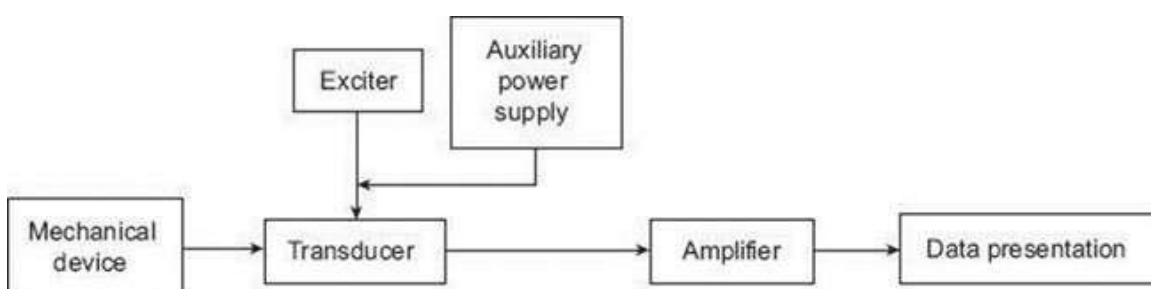 Exciter
Auxiliary
power
supply
Mechanical
device
Transducer
Amplifier
Data presentation